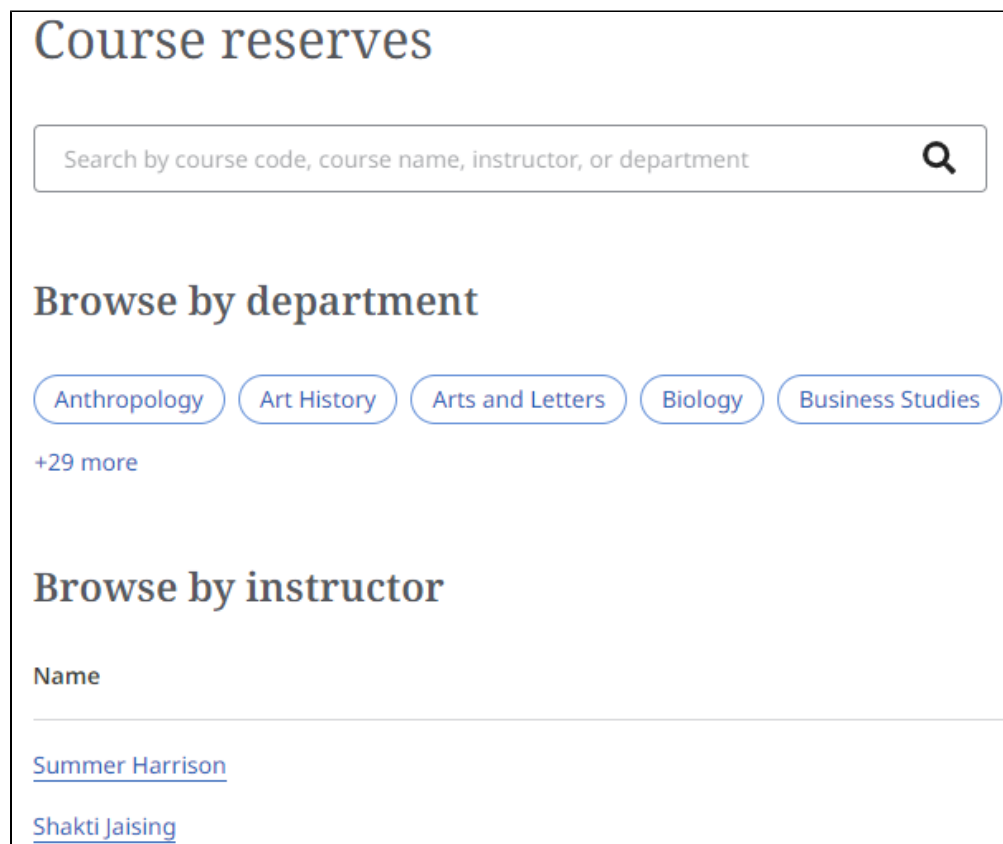 Course reserves
Search by course code, course name, instructor, or department
Browse by department
Anthropology Art History Arts and Letters Biology Business Studies
+29 more
Browse by instructor
Name
Summer Harrison
Shakti Jaising